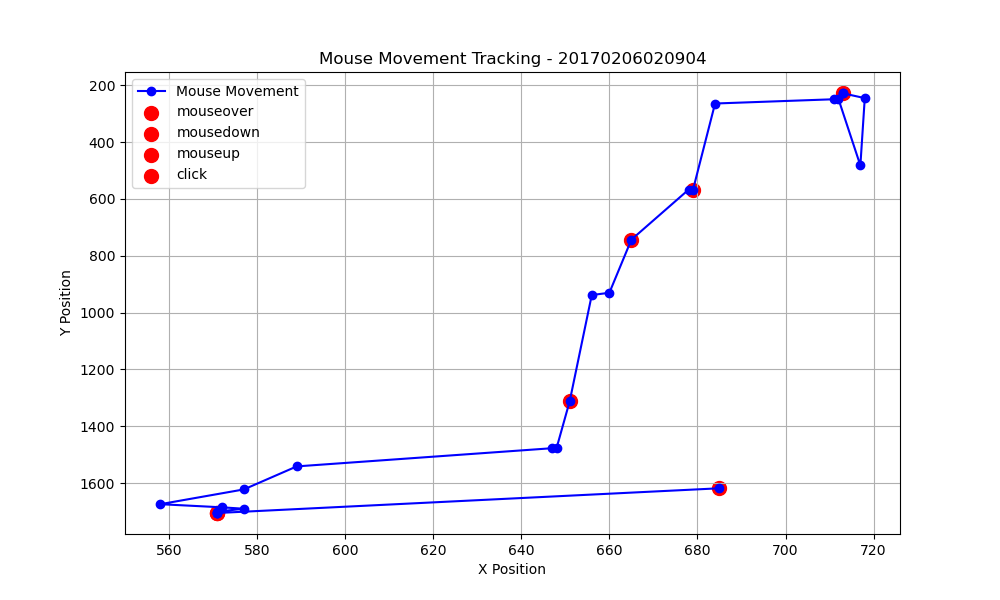 Mouse Movement Tracking - 20170206020904
Mouse Movement
mouseover
mousedown
mouseup
click
Y Position
200
400
600
800
1000
1200
1400
1600
560
580
600
620
640
660
680
700
720
X Position